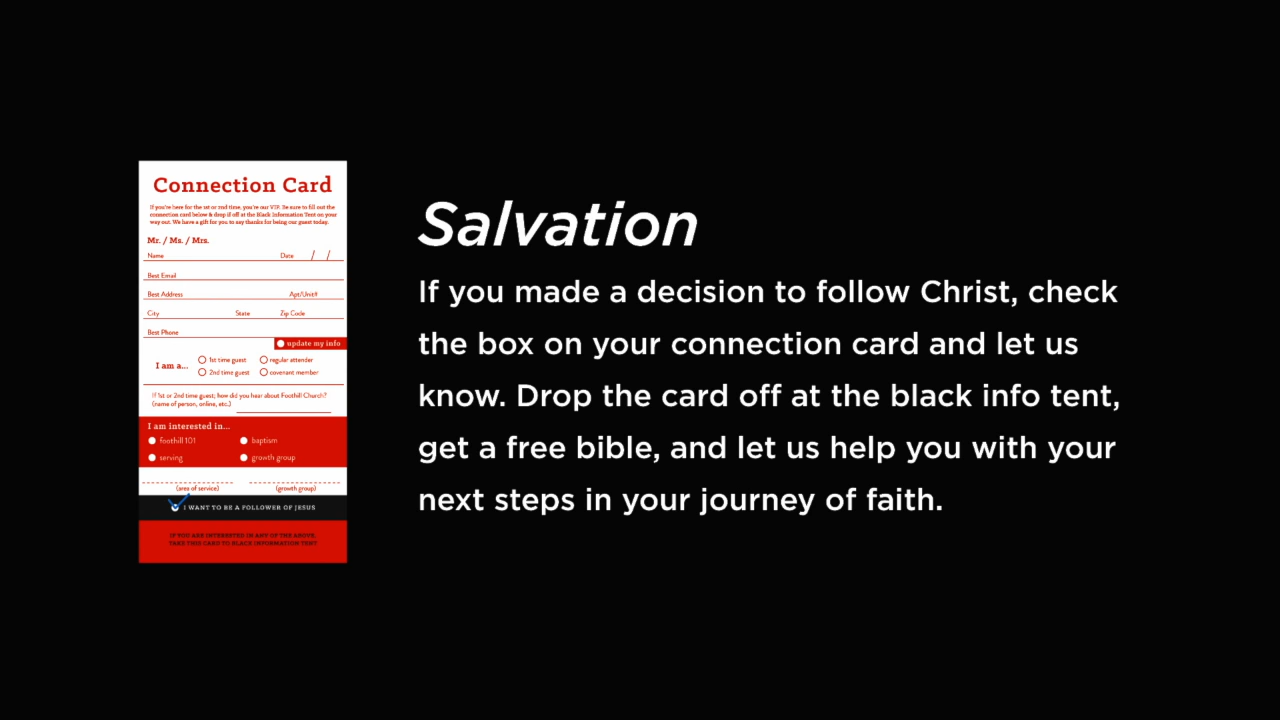 Connection Card
If you're here for the 1st or 2nd time, you're our VIP. Be sure to fill out the
connection card below & drop if off at the Black Information Tent on your
way out. We have a gift for you to say thanks for being our guest today.
Mr. / Ms. / Mrs.
Name Date / /
Best Email
Best Address Apt/Unit#
City State Zip Code
Best Phone
update my info
I am a...
1st time guest regular attender
2nd time guest covenant member
If 1st or 2nd time guest; how did you hear about Foothill Church?
(name of person, online, etc.)
I am interested in...
foothill 101 baptism
serving growth group
(area of service) (growth group)
I WANT TO BE A FOLLOWER OF JESUS
IF YOU ARE INTERESTED IN ANY OF THE ABOVE,
TAKE THIS CARD TO BLACK INFORMATION TENT
Salvation
If you made a decision to follow Christ, check
the box on your connection card and let us
know. Drop the card off at the black info tent,
get a free bible, and let us help you with your
next steps in your journey of faith.